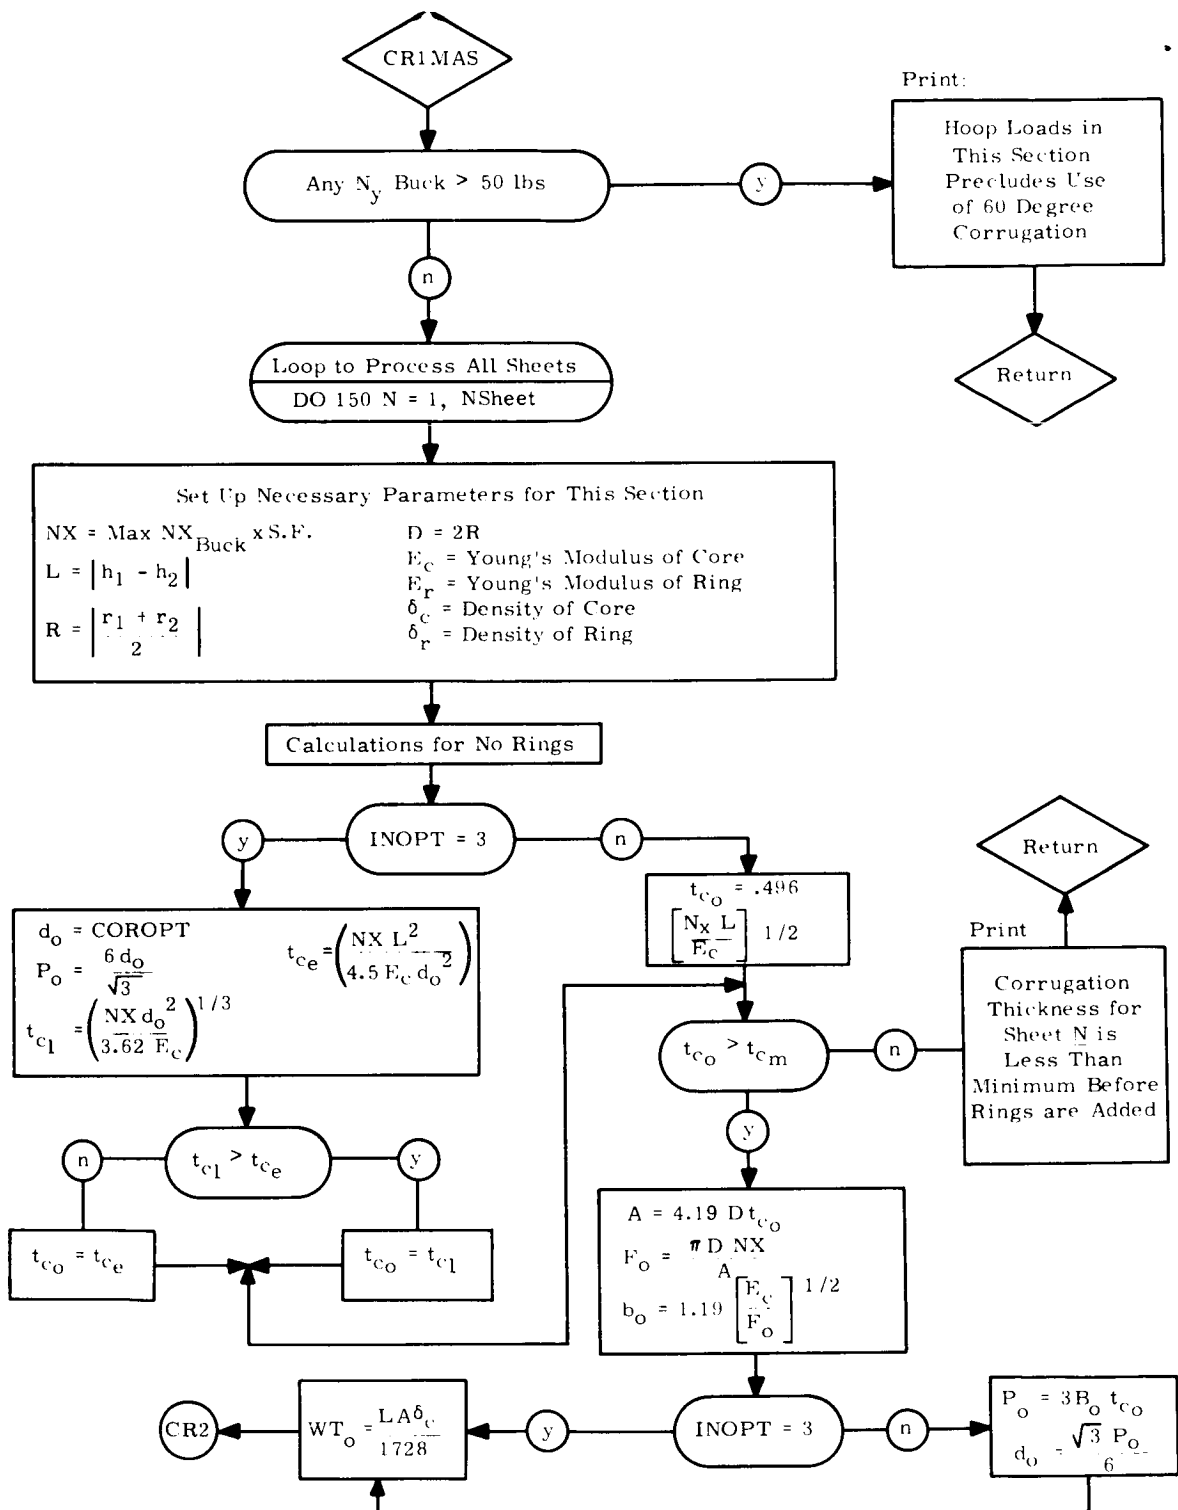 CR1MAS
Any N_y Buck > 50 lbs
y
Print:
Hoop Loads in
This Section
Precludes Use
of 60 Degree
Corrugation
Return
n
Loop to Process All Sheets
DO 150 N = 1, NSheet
Set Up Necessary Parameters for This Section
NX = Max NX_Buck x S.F.
L = |h_1 - h_2|
R = |(r_1 + r_2)/2|
D = 2R
E_c = Young's Modulus of Core
E_r = Young's Modulus of Ring
δ_c = Density of Core
δ_r = Density of Ring
Calculations for No Rings
INOPT = 3
y
n
d_o = COROPT
P_o = 6 d_o / √3
t_c1 = (NX d_o^2 / 3.62 E_c)^1/3
t_ce = (NX L^2 / 4.5 E_c d_o^2)
t_co = .496
[N_x L / E_c] 1/2
Return
Print
Corrugation
Thickness for
Sheet N is
Less Than
Minimum Before
Rings are Added
t_co > t_cm
n
y
t_c1 > t_ce
n
y
t_co = t_ce
t_co = t_c1
A = 4.19 D t_co
F_o = π D NX / A
b_o = 1.19 [E_c / F_o] 1/2
INOPT = 3
y
n
P_o = 3B_o t_co
d_o = √3 P_o / 6
WT_o = LAδ_c / 1728
CR2